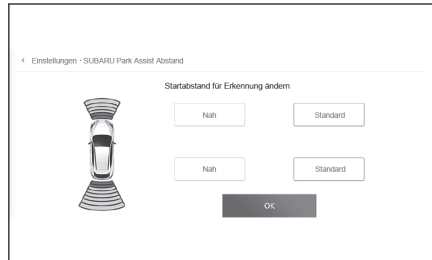 < Einstellungen · SUBARU Park Assist Abstand
Startabstand für Erkennung ändern
Nah Standard
Nah Standard
OK